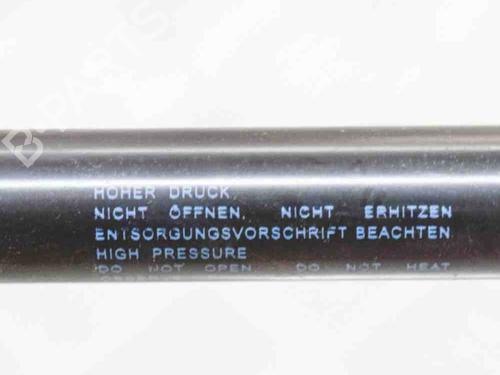 HOHER DRUCK
NICHT ÖFFNEN. NICHT ERHITZEN
ENTSORGUNGSVORSCHRIFT BEACHTEN
HIGH PRESSURE
DO NOT OPEN DO NOT HEAT